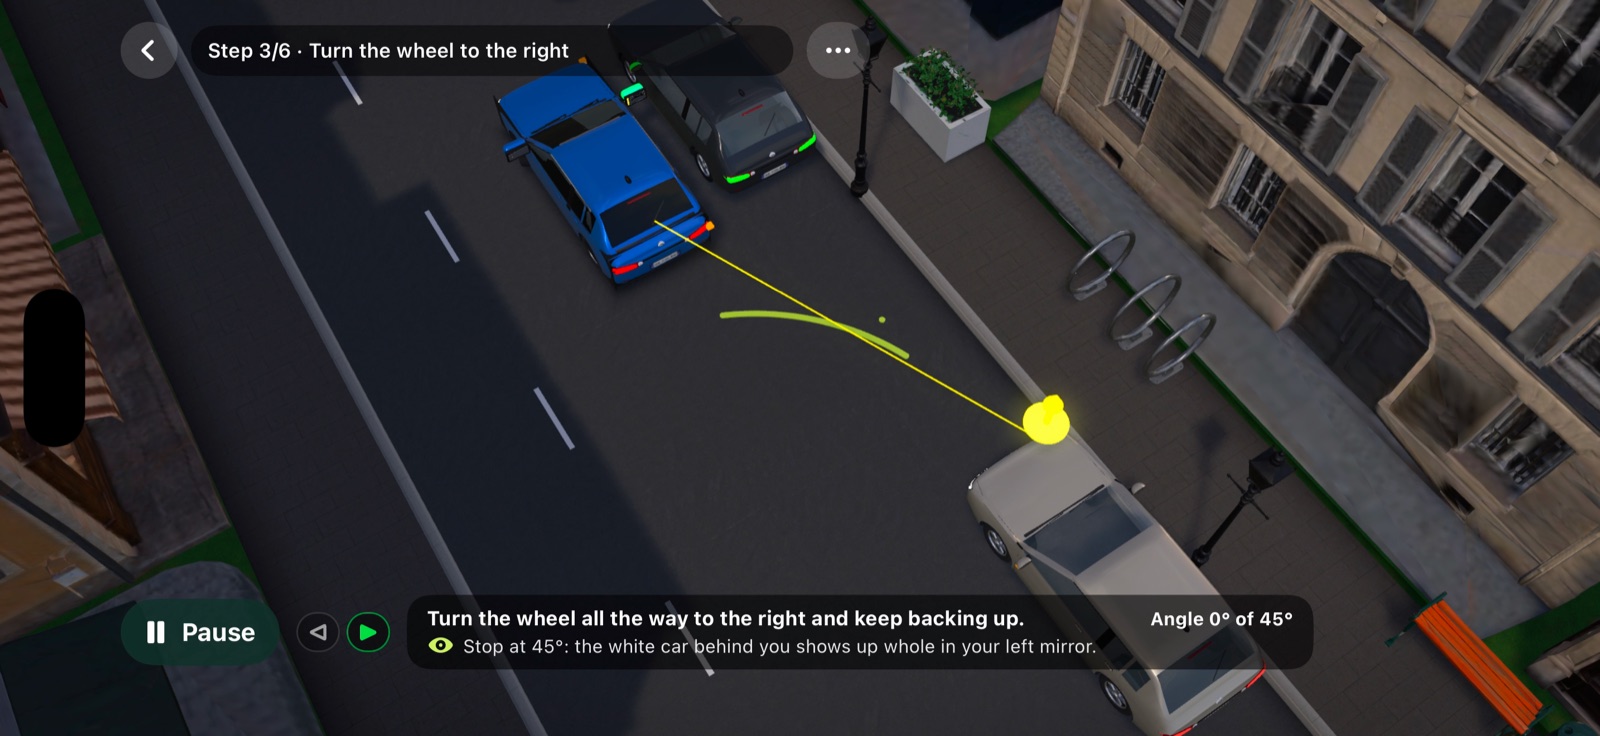 Step 3/6 · Turn the wheel to the right
Pause
Turn the wheel all the way to the right and keep backing up.
Angle 0° of 45°
Stop at 45°: the white car behind you shows up whole in your left mirror.